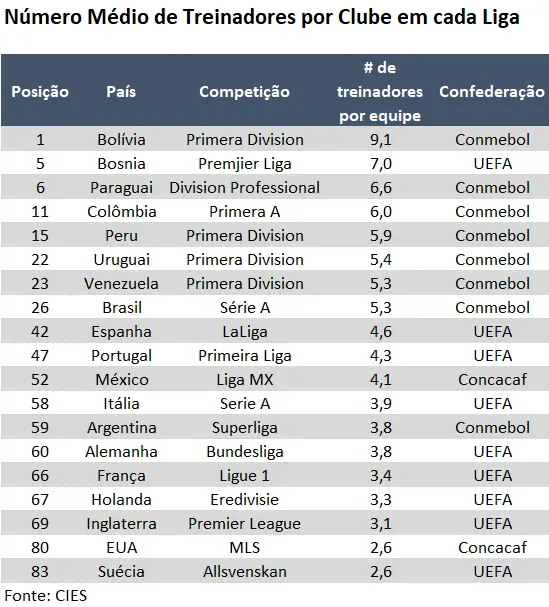 Número Médio de Treinadores por Clube em cada Liga
Posição País Competição # de treinadores por equipe Confederação
1 Bolívia Primera Division 9,1 Conmebol
5 Bosnia Premjier Liga 7,0 UEFA
6 Paraguai Division Professional 6,6 Conmebol
11 Colômbia Primera A 6,0 Conmebol
15 Peru Primera Division 5,9 Conmebol
22 Uruguai Primera Division 5,4 Conmebol
23 Venezuela Primera Division 5,3 Conmebol
26 Brasil Série A 5,3 Conmebol
42 Espanha LaLiga 4,6 UEFA
47 Portugal Primeira Liga 4,3 UEFA
52 México Liga MX 4,1 Concacaf
58 Itália Serie A 3,9 UEFA
59 Argentina Superliga 3,8 Conmebol
60 Alemanha Bundesliga 3,8 UEFA
66 França Ligue 1 3,4 UEFA
67 Holanda Eredivisie 3,3 UEFA
69 Inglaterra Premier League 3,1 UEFA
80 EUA MLS 2,6 Concacaf
83 Suécia Allsvenskan 2,6 UEFA
Fonte: CIES